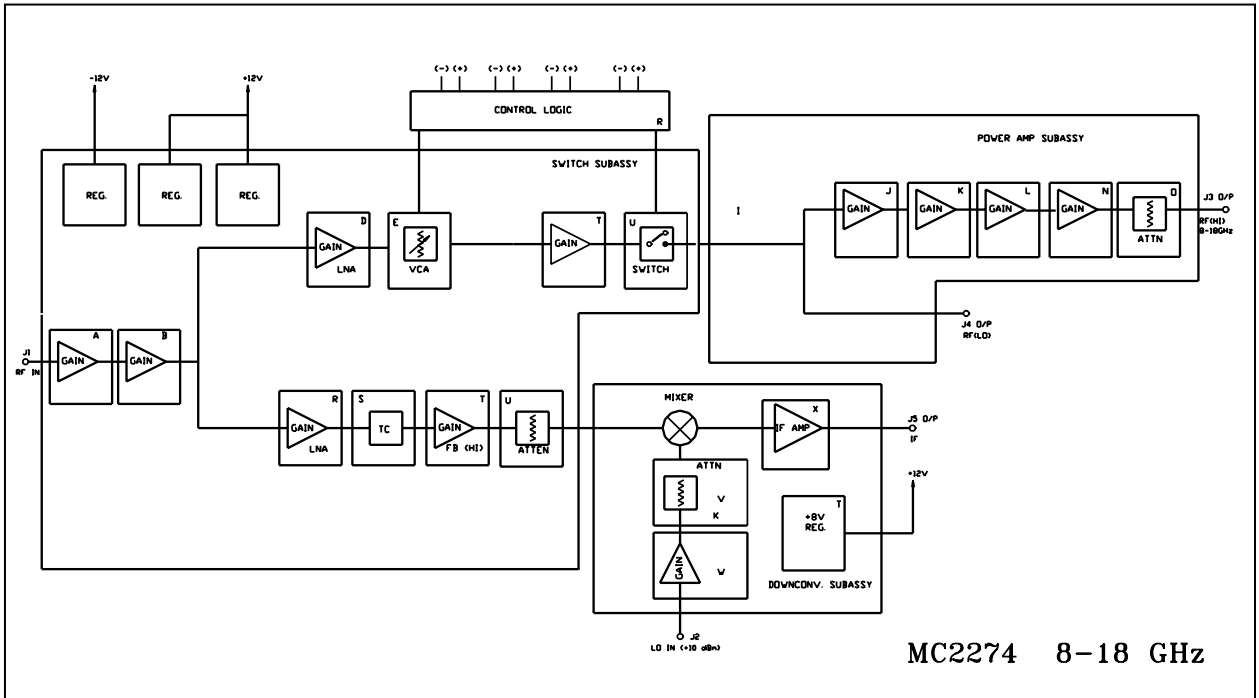 (-) (+) (-) (+) (-) (+) (-) (+)
-12V
+12V
CONTROL LOGIC
R
POWER AMP SUBASSY
SWITCH SUBASSY
REG.
REG.
REG.
J
K
L
N
O
GAIN
GAIN
GAIN
GAIN
ATTN
J3 O/P
RF(HI)
8-18GHz
I
D
GAIN
LNA
E
VCA
T
GAIN
U
SWITCH
J4 O/P
RF(LO)
J1
RF IN
A
GAIN
B
GAIN
R
GAIN
LNA
S
TC
T
GAIN
FB (HI)
U
ATTEN
MIXER
X
IF AMP
J5 O/P
IF
ATTN
V
K
GAIN
W
+12V
T
+8V
REG.
DOWNCONV. SUBASSY
J2
LO IN (+10 dBm)
MC2274 8-18 GHz